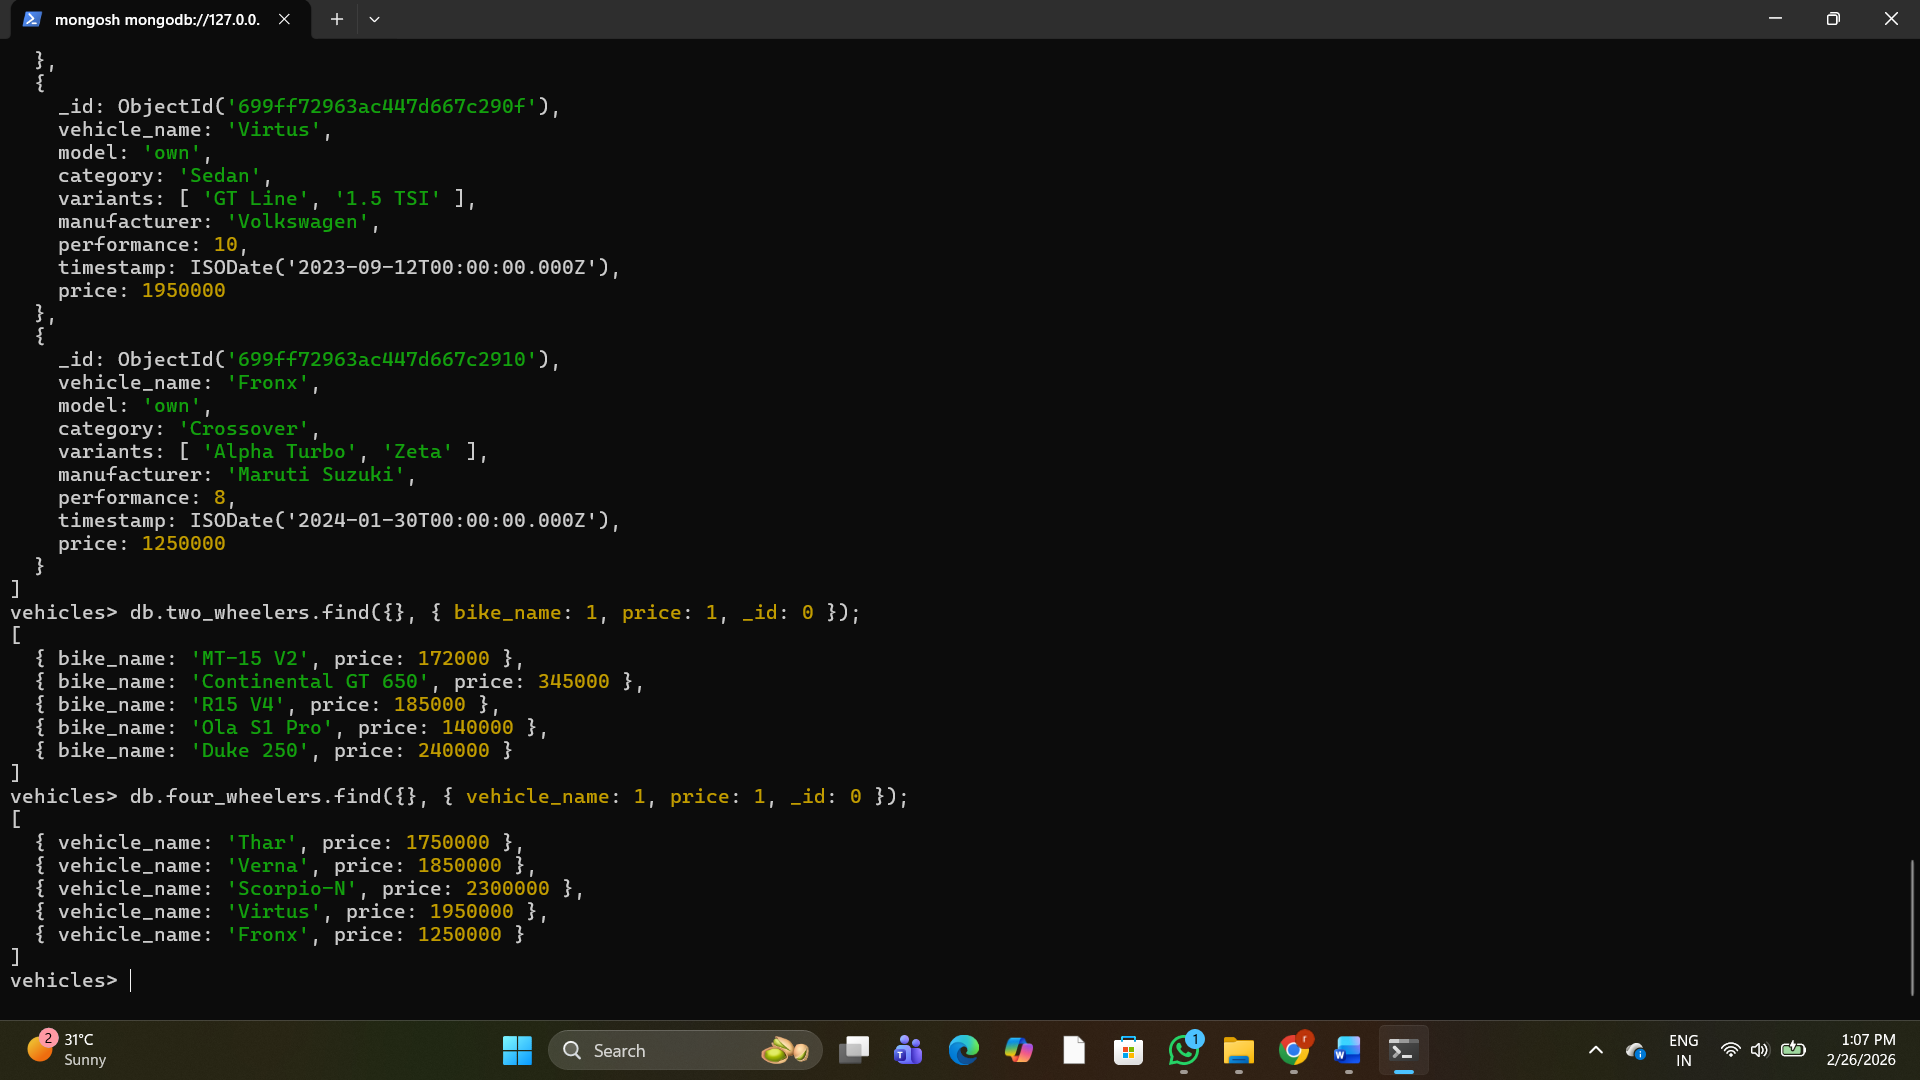 mongosh mongodb://127.0.0.
},
{
_id: ObjectId('699ff72963ac447d667c290f'),
vehicle_name: 'Virtus',
model: 'own',
category: 'Sedan',
variants: [ 'GT Line', '1.5 TSI' ],
manufacturer: 'Volkswagen',
performance: 10,
timestamp: ISODate('2023-09-12T00:00:00.000Z'),
price: 1950000
},
{
_id: ObjectId('699ff72963ac447d667c2910'),
vehicle_name: 'Fronx',
model: 'own',
category: 'Crossover',
variants: [ 'Alpha Turbo', 'Zeta' ],
manufacturer: 'Maruti Suzuki',
performance: 8,
timestamp: ISODate('2024-01-30T00:00:00.000Z'),
price: 1250000
}
]
vehicles> db.two_wheelers.find({}, { bike_name: 1, price: 1, _id: 0 });
[
{ bike_name: 'MT-15 V2', price: 172000 },
{ bike_name: 'Continental GT 650', price: 345000 },
{ bike_name: 'R15 V4', price: 185000 },
{ bike_name: 'Ola S1 Pro', price: 140000 },
{ bike_name: 'Duke 250', price: 240000 }
]
vehicles> db.four_wheelers.find({}, { vehicle_name: 1, price: 1, _id: 0 });
[
{ vehicle_name: 'Thar', price: 1750000 },
{ vehicle_name: 'Verna', price: 1850000 },
{ vehicle_name: 'Scorpio-N', price: 2300000 },
{ vehicle_name: 'Virtus', price: 1950000 },
{ vehicle_name: 'Fronx', price: 1250000 }
]
vehicles>
2
31°C
Sunny
Search
T
1
r
W
ENG
IN
1:07 PM
2/26/2026